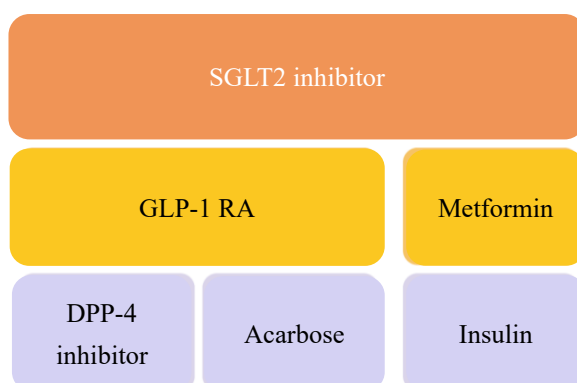 SGLT2 inhibitor
GLP-1 RA
Metformin
DPP-4
inhibitor
Acarbose
Insulin